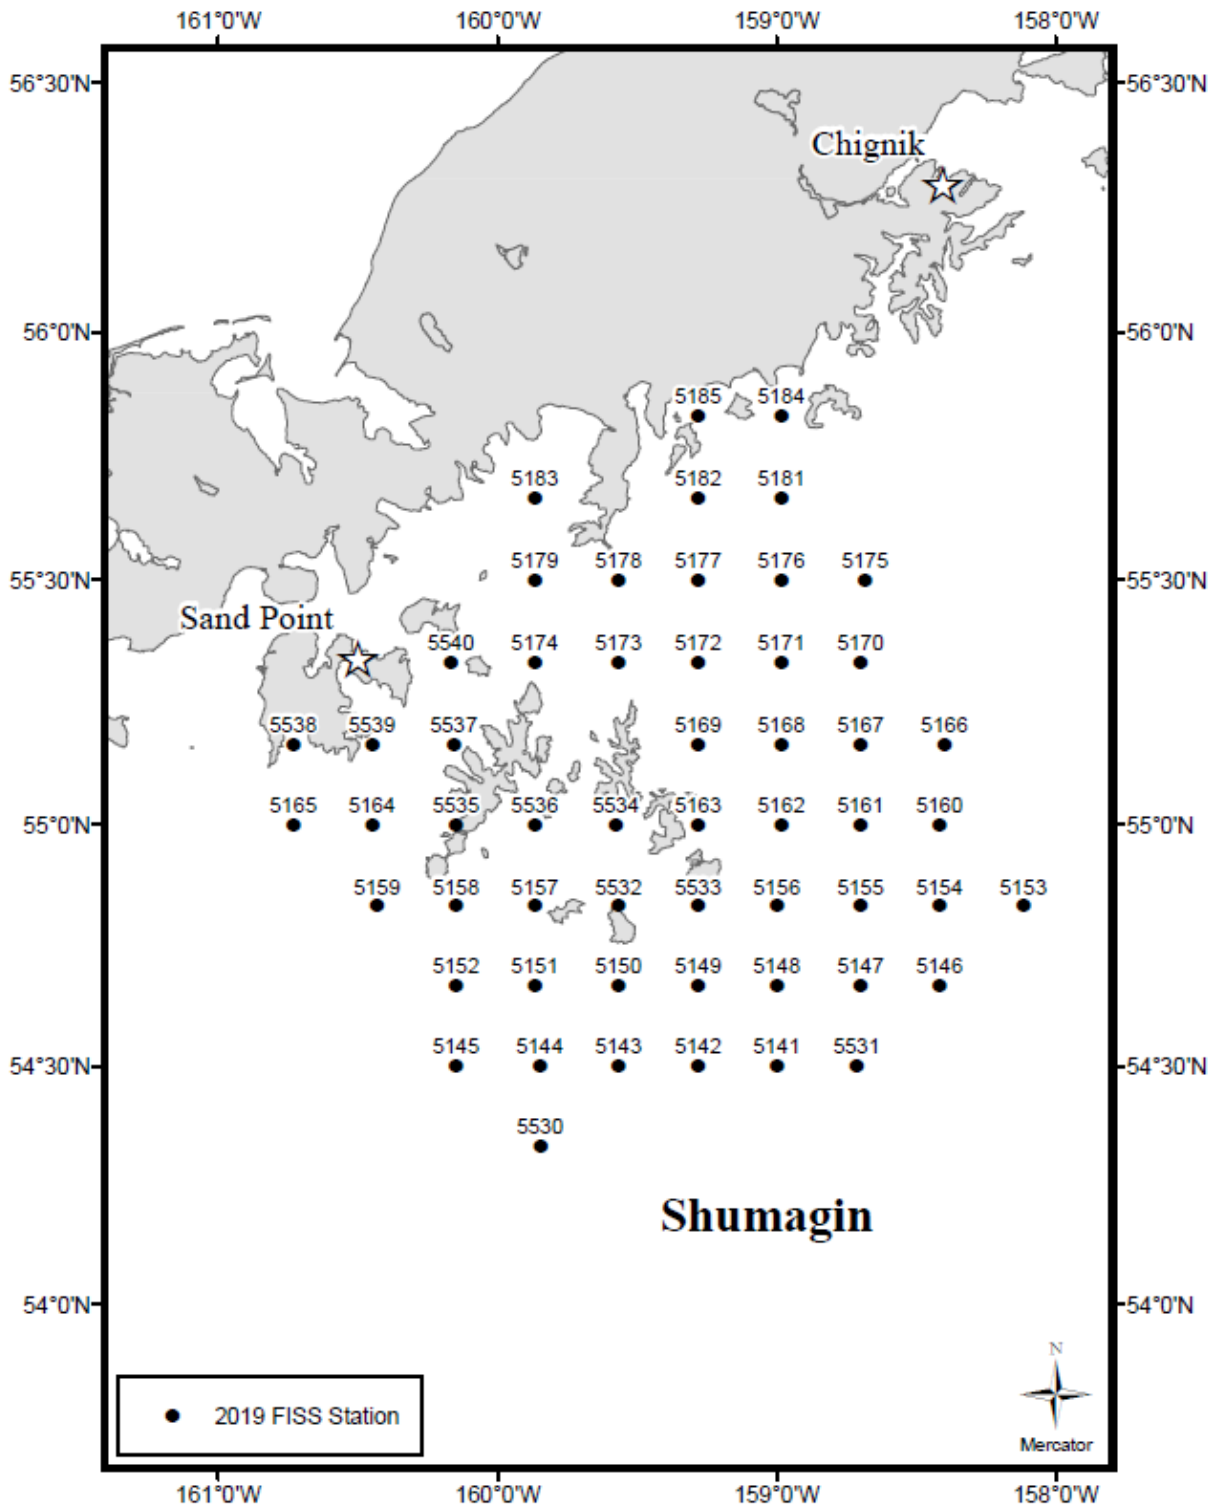 161°0'W 160°0'W 159°0'W 158°0'W
56°30'N 56°30'N
Chignik
56°0'N 56°0'N
5185 5184
5183 5182 5181
5179 5178 5177 5176 5175
55°30'N 55°30'N
Sand Point
5540 5174 5173 5172 5171 5170
5538 5539 5537 5169 5168 5167 5166
5165 5164 5535 5536 5534 5163 5162 5161 5160
55°0'N 55°0'N
5159 5158 5157 5532 5533 5156 5155 5154 5153
5152 5151 5150 5149 5148 5147 5146
5145 5144 5143 5142 5141 5531
54°30'N 54°30'N
5530
Shumagin
54°0'N 54°0'N
N
2019 FISS Station
Mercator
161°0'W 160°0'W 159°0'W 158°0'W